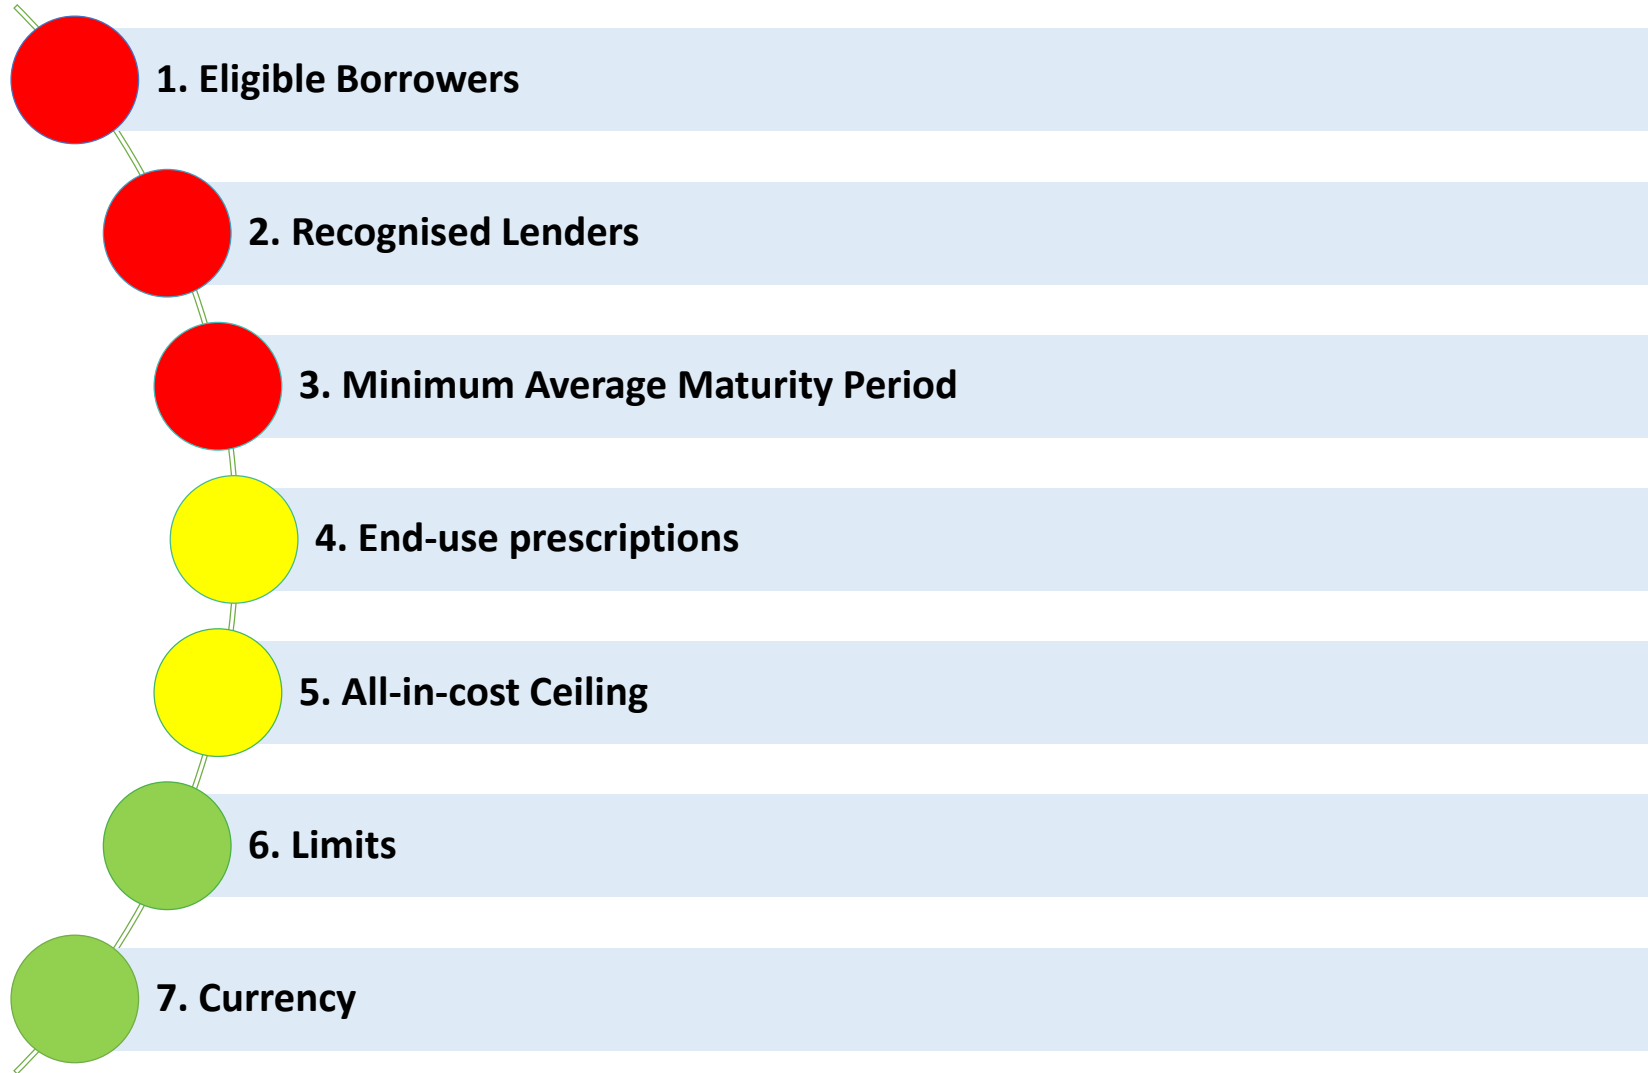 1. Eligible Borrowers
2. Recognised Lenders
3. Minimum Average Maturity Period
4. End-use prescriptions
5. All-in-cost Ceiling
6. Limits
7. Currency